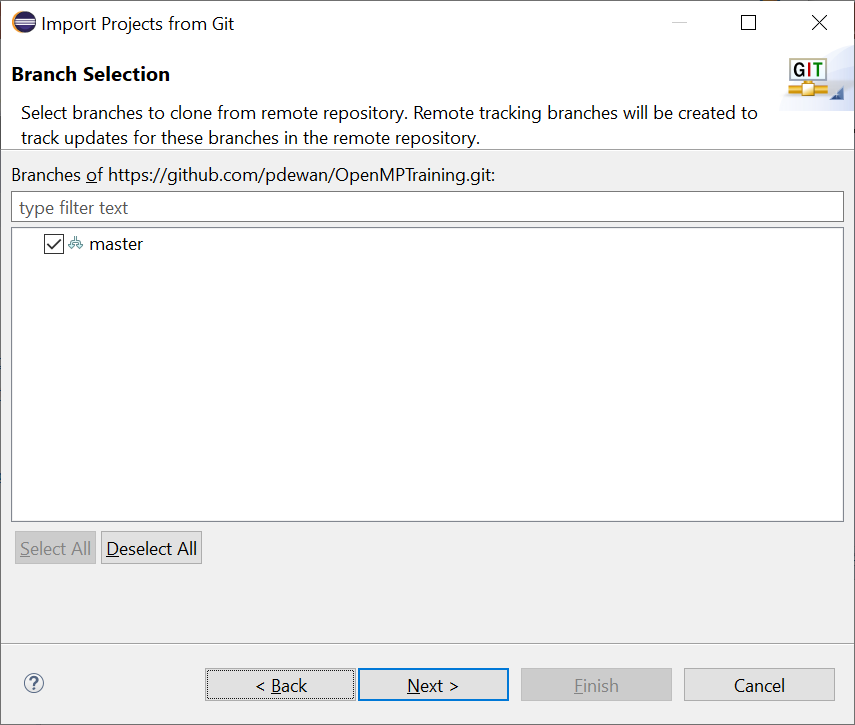 Import Projects from Git
Branch Selection
GIT
Select branches to clone from remote repository. Remote tracking branches will be created to
track updates for these branches in the remote repository.
Branches of https://github.com/pdewan/OpenMPTraining.git:
type filter text
master
Select All Deselect All
? < Back Next > Finish Cancel